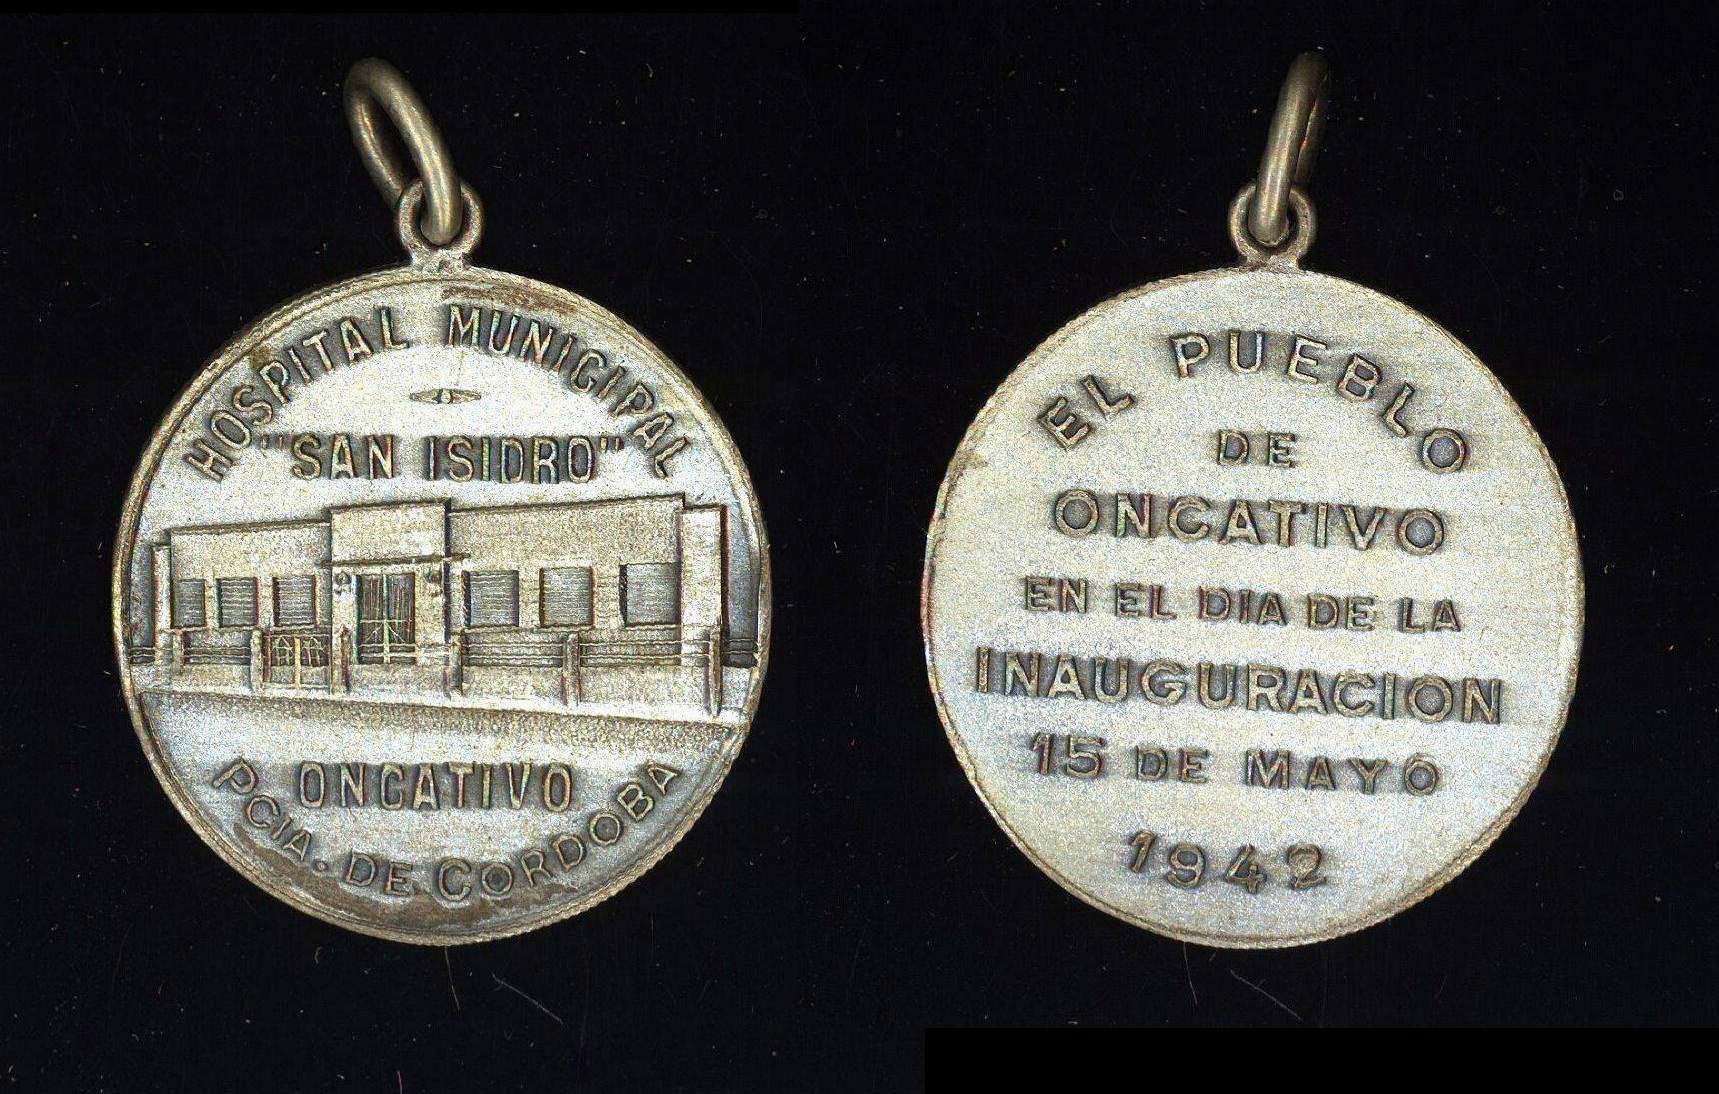 HOSPITAL MUNICIPAL
"SAN ISIDRO"
ONCATIVO
PCIA. DE CORDOBA
EL PUEBLO
DE
ONCATIVO
EN EL DIA DE LA
INAUGURACION
15 DE MAYO
1942